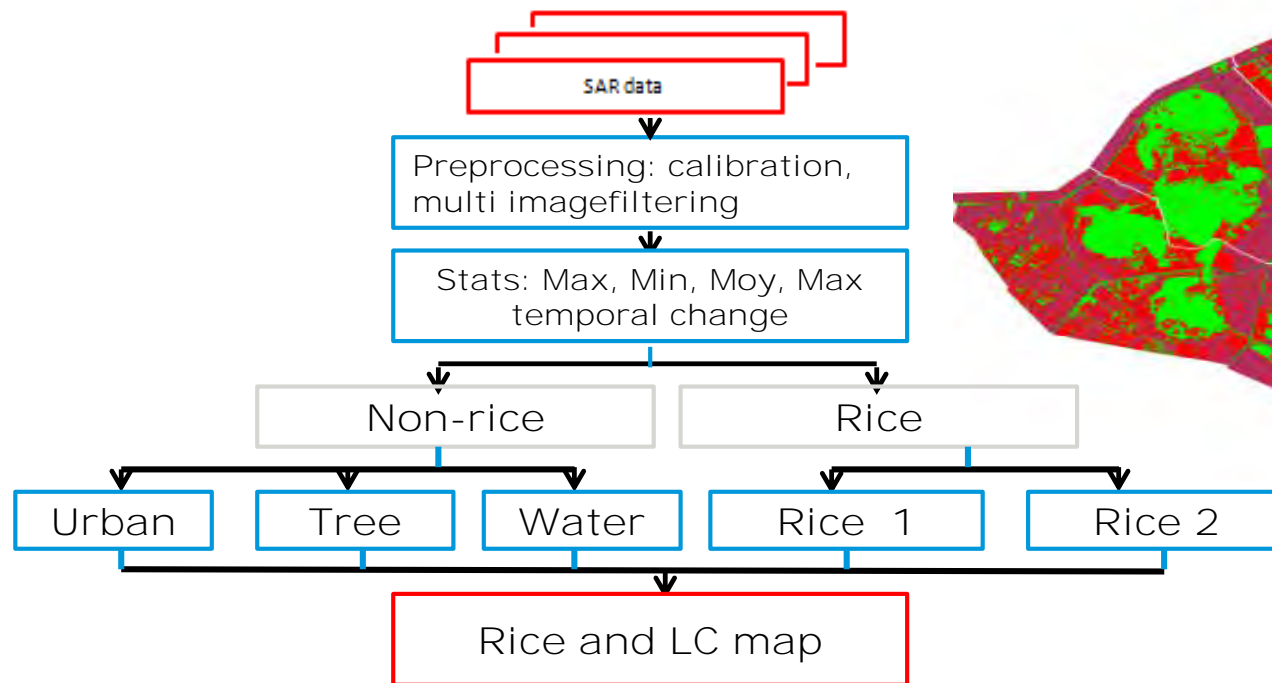 SAR data
Preprocessing: calibration,
multi imagefiltering
Stats: Max, Min, Moy, Max
temporal change
Non-rice
Rice
Urban
Tree
Water
Rice 1
Rice 2
Rice and LC map